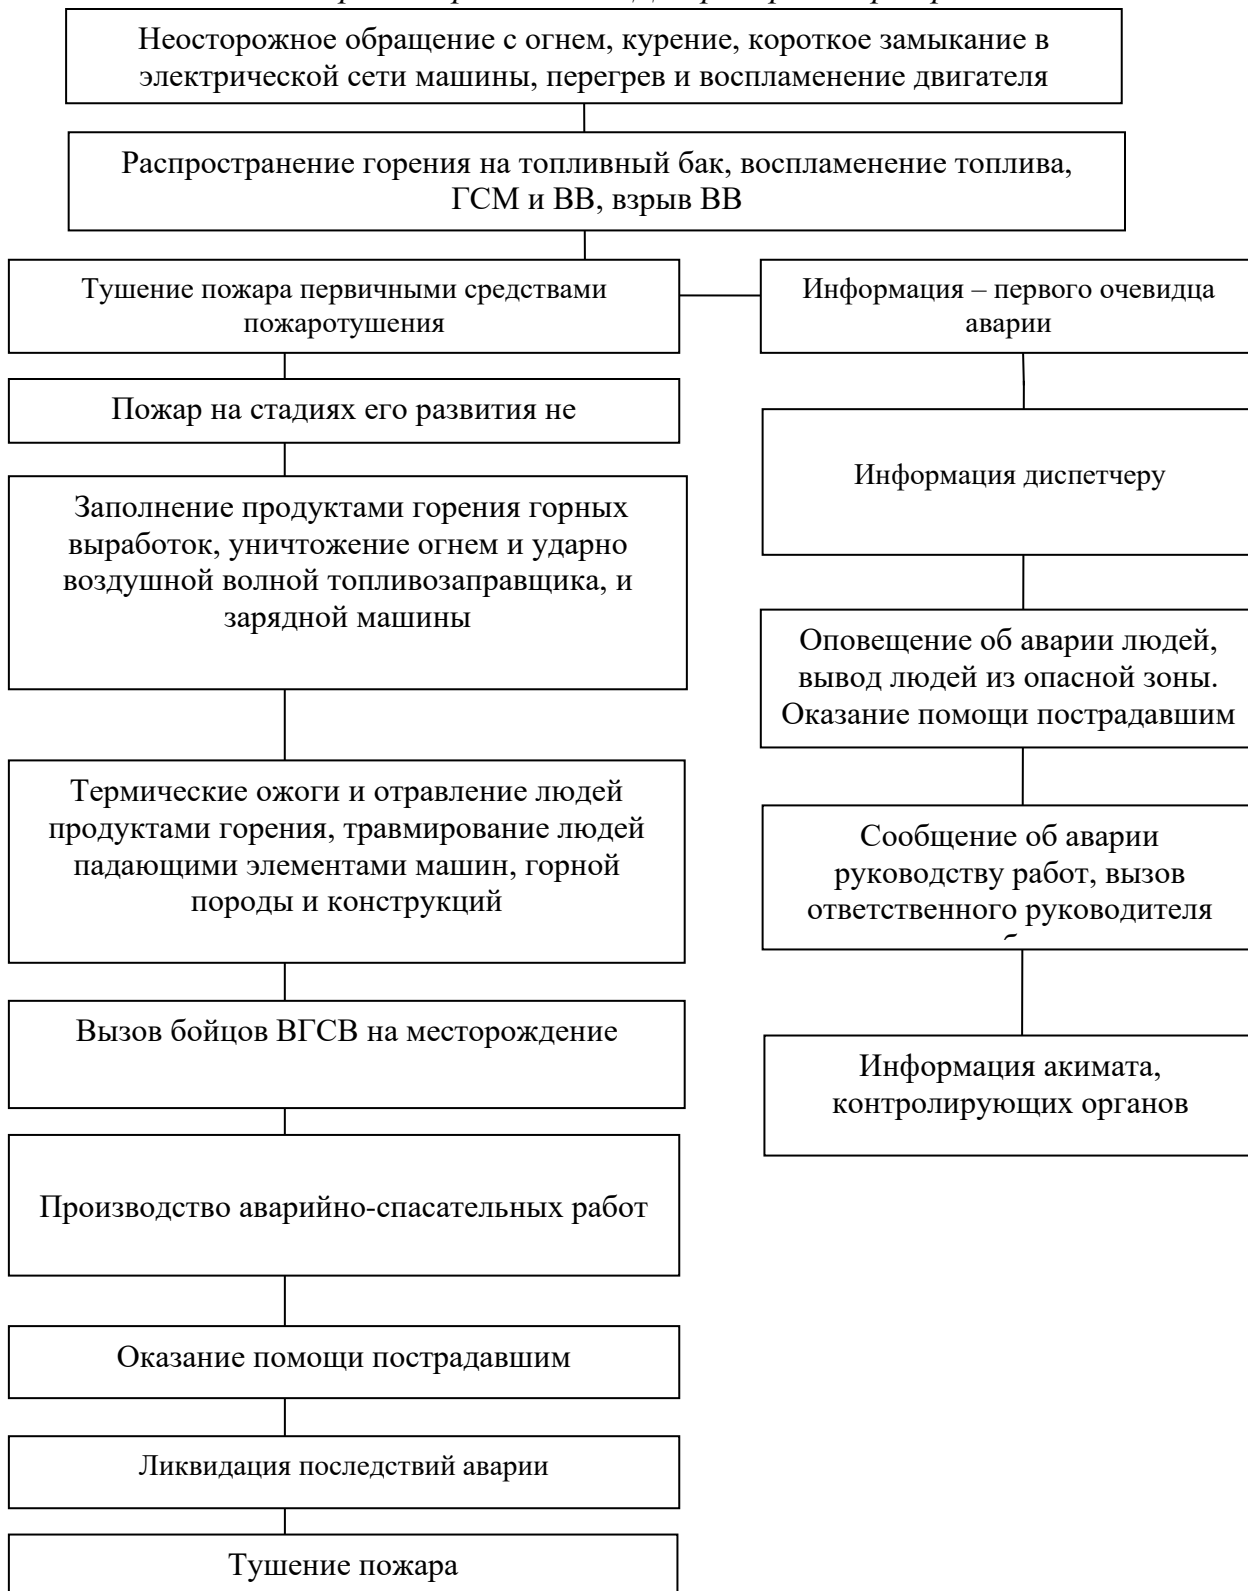 Неосторожное обращение с огнем, курение, короткое замыкание в
электрической сети машины, перегрев и воспламенение двигателя
Распространение горения на топливный бак, воспламенение топлива,
ГСМ и ВВ, взрыв ВВ
Тушение пожара первичными средствами
пожаротушения
Информация – первого очевидца
аварии
Пожар на стадиях его развития не
Информация диспетчеру
Заполнение продуктами горения горных
выработок, уничтожение огнем и ударно
воздушной волной топливозаправщика, и
зарядной машины
Оповещение об аварии людей,
вывод людей из опасной зоны.
Оказание помощи пострадавшим
Термические ожоги и отравление людей
продуктами горения, травмирование людей
падающими элементами машин, горной
породы и конструкций
Сообщение об аварии
руководству работ, вызов
ответственного руководителя
Вызов бойцов ВГСВ на месторождение
Информация акимата,
контролирующих органов
Производство аварийно-спасательных работ
Оказание помощи пострадавшим
Ликвидация последствий аварии
Тушение пожара